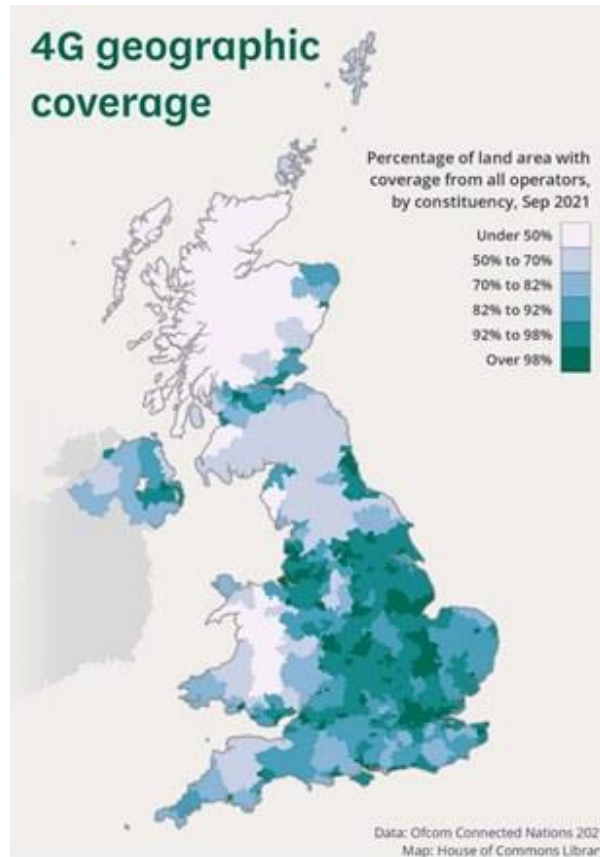 4G geographic
coverage
Percentage of land area with
coverage from all operators,
by constituency, Sep 2021
Under 50%
50% to 70%
70% to 82%
82% to 92%
92% to 98%
Over 98%
Data: Ofcom Connected Nations 202
Map: House of Commons Librar